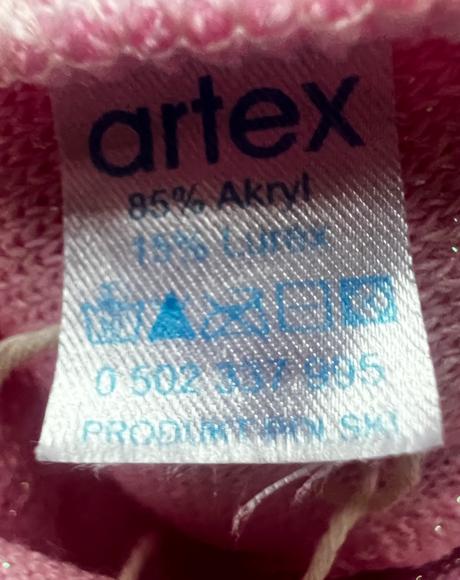 artex
85% Akryl
15% Lurex
0 502 337 995
PRODUKT POLSKI